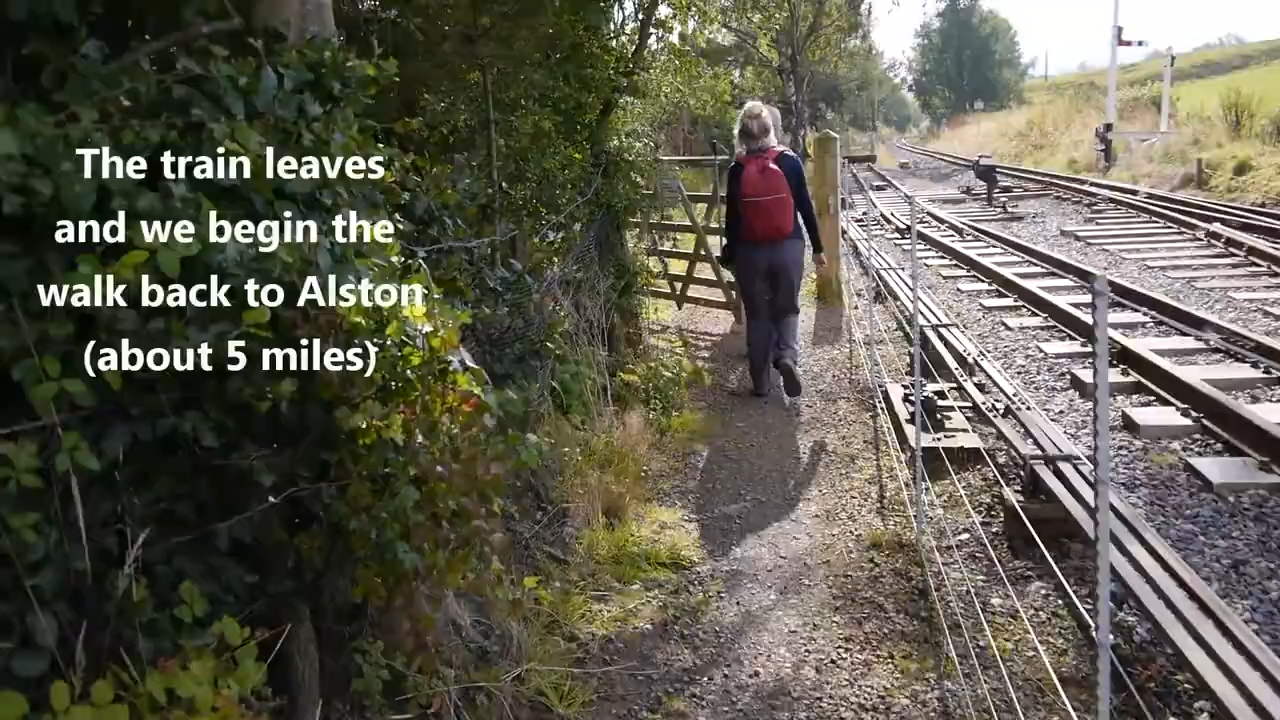 The train leaves
and we begin the
walk back to Alston
(about 5 miles)